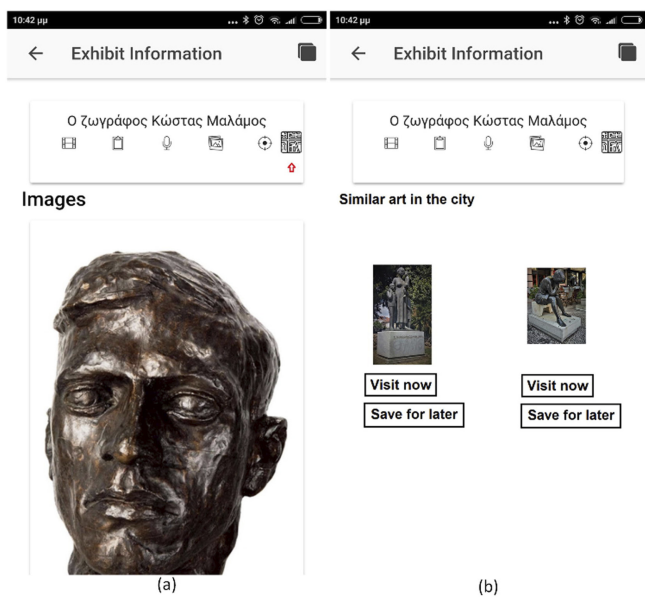 10:42 μμ
Exhibit Information
Ο ζωγράφος Κώστας Μαλάμος
Images
(a)
10:42 μμ
Exhibit Information
Ο ζωγράφος Κώστας Μαλάμος
Similar art in the city
Visit now
Save for later
Visit now
Save for later
(b)